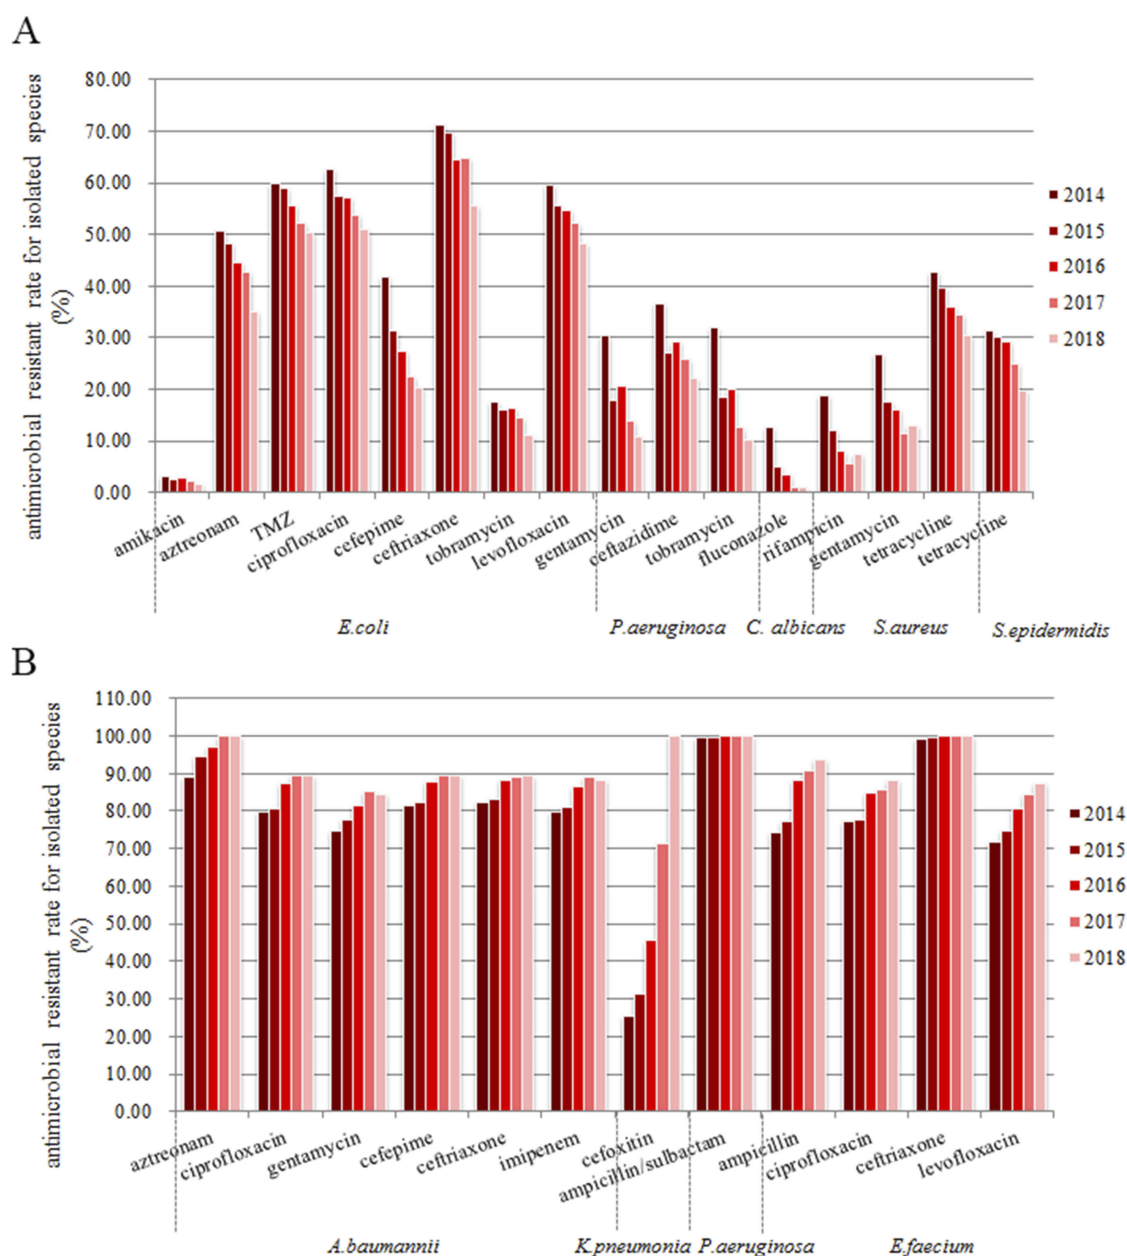 A
antimicrobial resistant rate for isolated species
(%)
80.00
70.00
60.00
50.00
40.00
30.00
20.00
10.00
0.00
2014
2015
2016
2017
2018
amikacin
aztreonam
TMZ
ciprofloxacin
cefepime
ceftriaxone
tobramycin
levofloxacin
gentamycin
ceftazidime
tobramycin
fluconazole
rifampicin
gentamycin
tetracycline
tetracycline
E.coli
P.aeruginosa
C. albicans
S.aureus
S.epidermidis
B
antimicrobial resistant rate for isolated species
(%)
110.00
100.00
90.00
80.00
70.00
60.00
50.00
40.00
30.00
20.00
10.00
0.00
2014
2015
2016
2017
2018
aztreonam
ciprofloxacin
gentamycin
cefepime
ceftriaxone
imipenem
cefoxitin
ampicillin/sulbactam
ampicillin
ciprofloxacin
ceftriaxone
levofloxacin
A.baumannii
K.pneumonia
P.aeruginosa
E.faecium